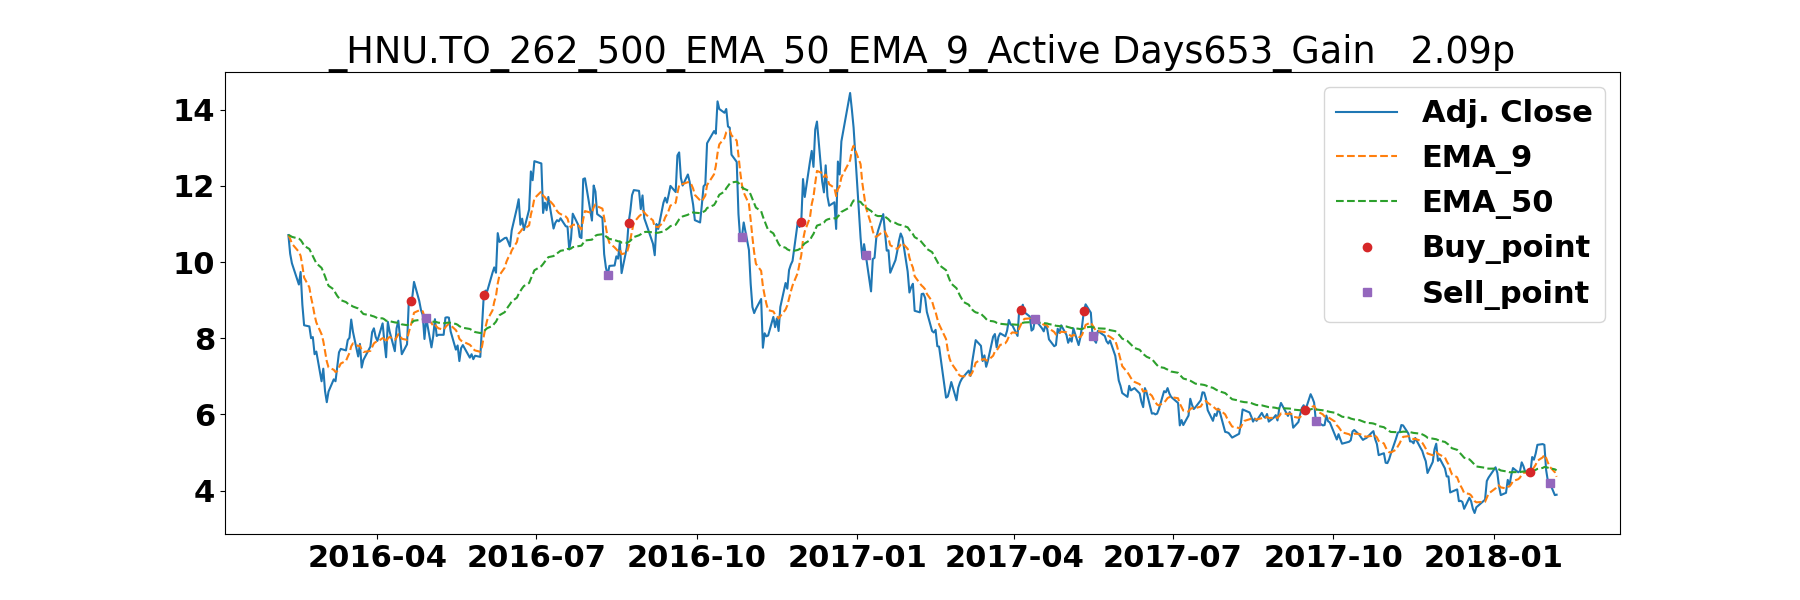 _HNU.TO_262_500_EMA_50_EMA_9_Active Days653_Gain   2.09p
14
12
10
8
6
4
Adj. Close
EMA_9
EMA_50
Buy_point
Sell_point
2016-04 2016-07 2016-10 2017-01 2017-04 2017-07 2017-10 2018-01